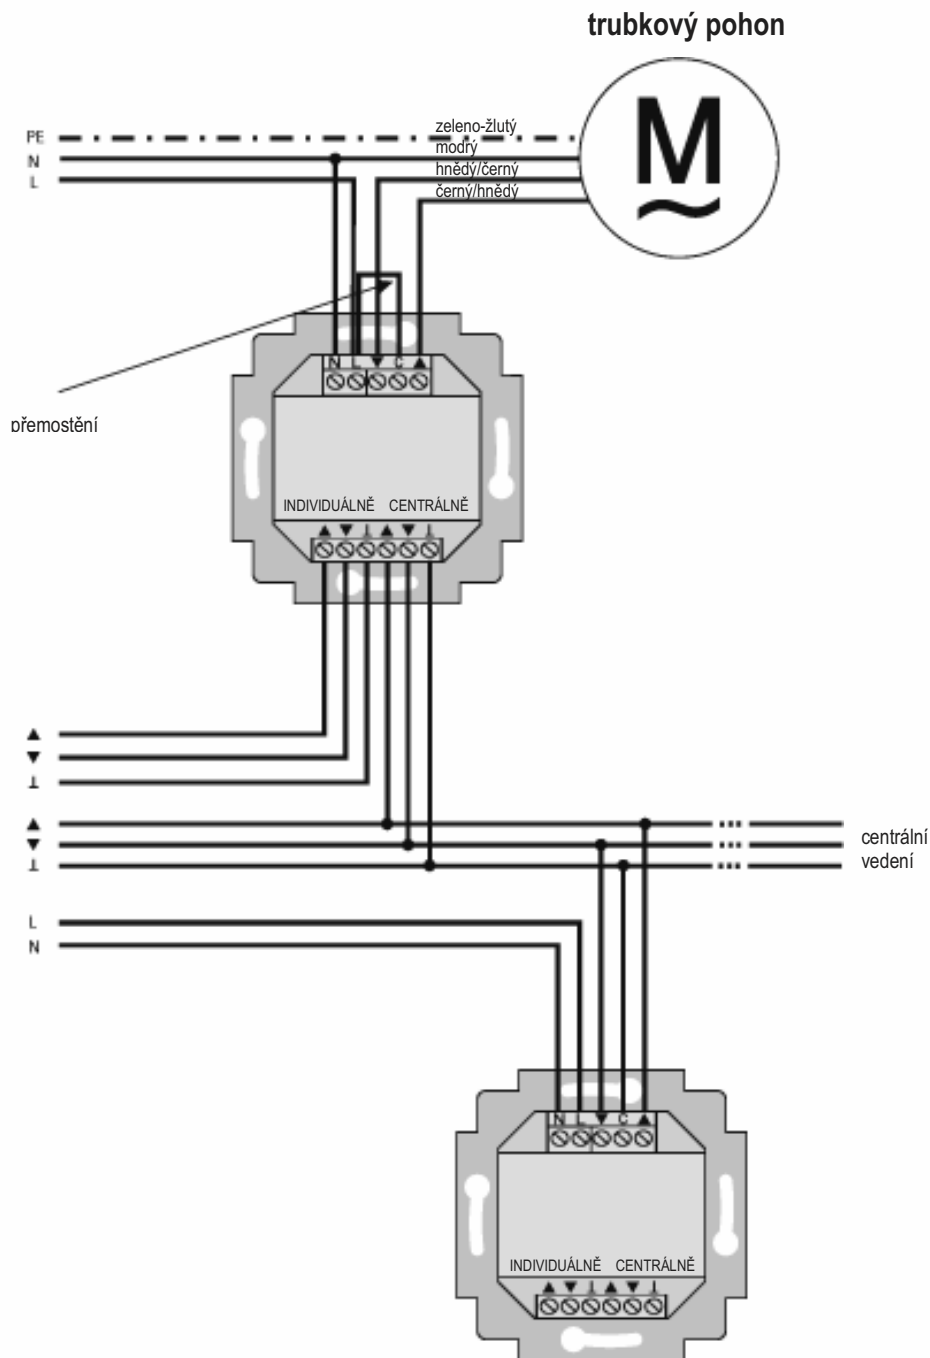 trubkový pohon
M
PE
N
L
zeleno-žlutý
modrý
hnědý/černý
černý/hnědý
N L ▼ C ▲
přemostění
INDIVIDUÁLNĚ CENTRÁLNĚ
▲ ▼ ⊥ ▲ ▼ ⊥
▲
▼
⊥
▲
▼
⊥
centrální
vedení
L
N
N L ▼ C ▲
INDIVIDUÁLNĚ CENTRÁLNĚ
▲ ▼ ⊥ ▲ ▼ ⊥